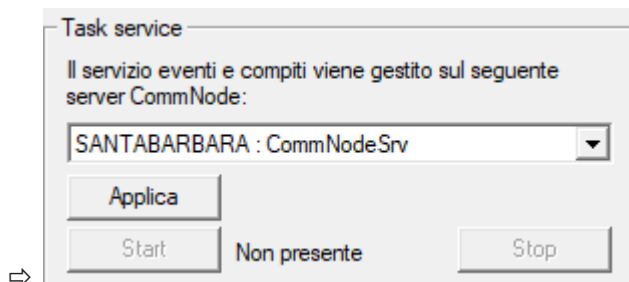 Task service
Il servizio eventi e compiti viene gestito sul seguente
server CommNode:
SANTABARBARA : CommNodeSrv
Applica
Start Non presente Stop